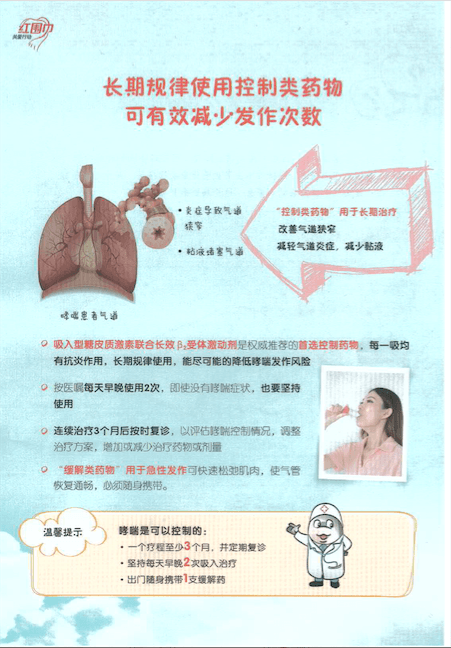 红围巾
关爱行动
长期规律使用控制类药物
可有效减少发作次数
• 炎症导致气道
狭窄
• 粘液堵塞气道
哮喘患者气道
“控制类药物”用于长期治疗
改善气道狭窄
减轻气道炎症，减少黏液
吸入型糖皮质激素联合长效β₂受体激动剂是权威推荐的首选控制药物，每一吸均
有抗炎作用，长期规律使用，能尽可能的降低哮喘发作风险
按医嘱每天早晚使用2次，即使没有哮喘症状，也要坚持
使用
连续治疗3个月后按时复诊，以评估哮喘控制情况，调整
治疗方案，增加或减少治疗药物或剂量
“缓解类药物”用于急性发作可快速松弛肌肉，使气管
恢复通畅，必须随身携带。
温馨提示
哮喘是可以控制的：
• 一个疗程至少3个月，并定期复诊
• 坚持每天早晚2次吸入治疗
• 出门随身携带1支缓解药